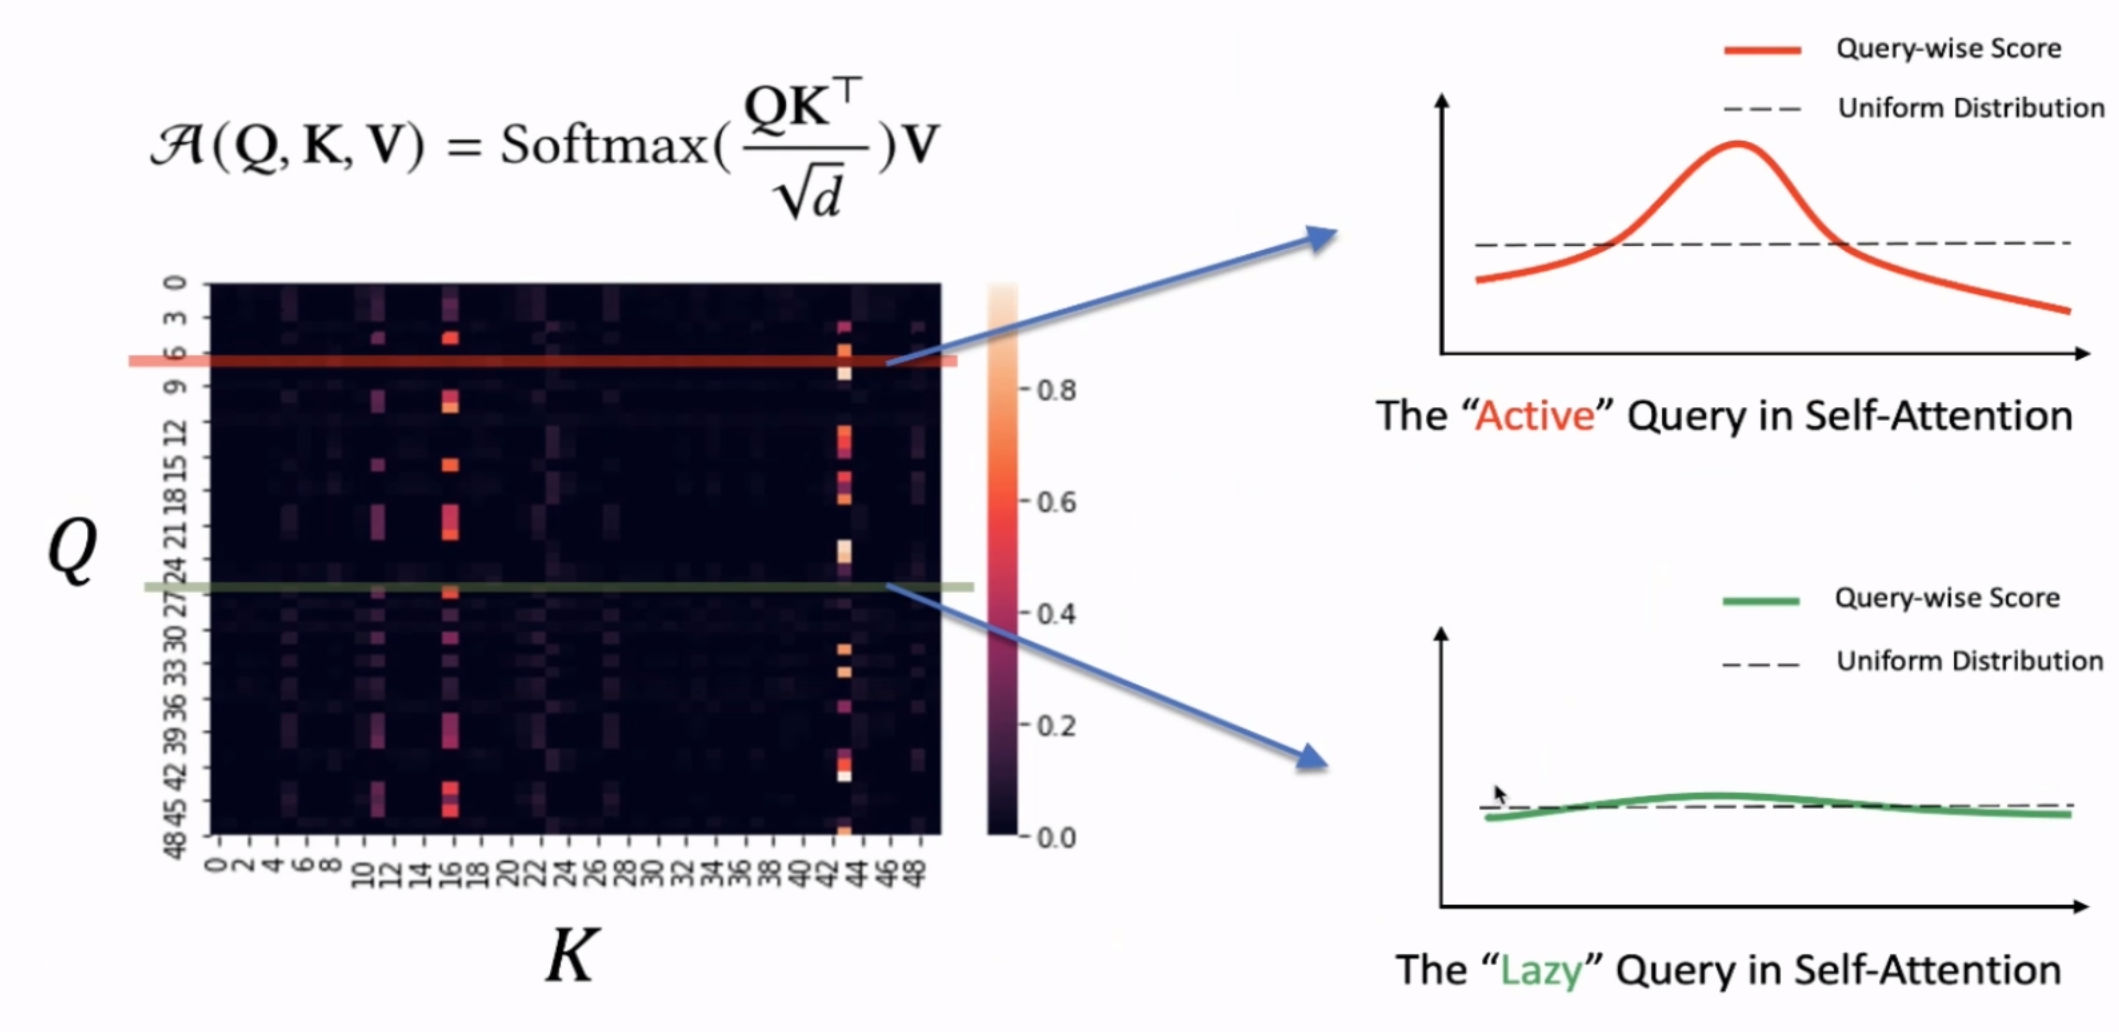 𝒜(Q, K, V) = Softmax(QK⊤/√d)V
Query-wise Score
Uniform Distribution
The “Active” Query in Self-Attention
Q
0
3
6
9
12
15
18
21
24
27
30
33
36
39
42
45
48
0 2 4 6 8 10 12 14 16 18 20 22 24 26 28 30 32 34 36 38 40 42 44 46 48
K
0.8
0.6
0.4
0.2
0.0
Query-wise Score
Uniform Distribution
The “Lazy” Query in Self-Attention